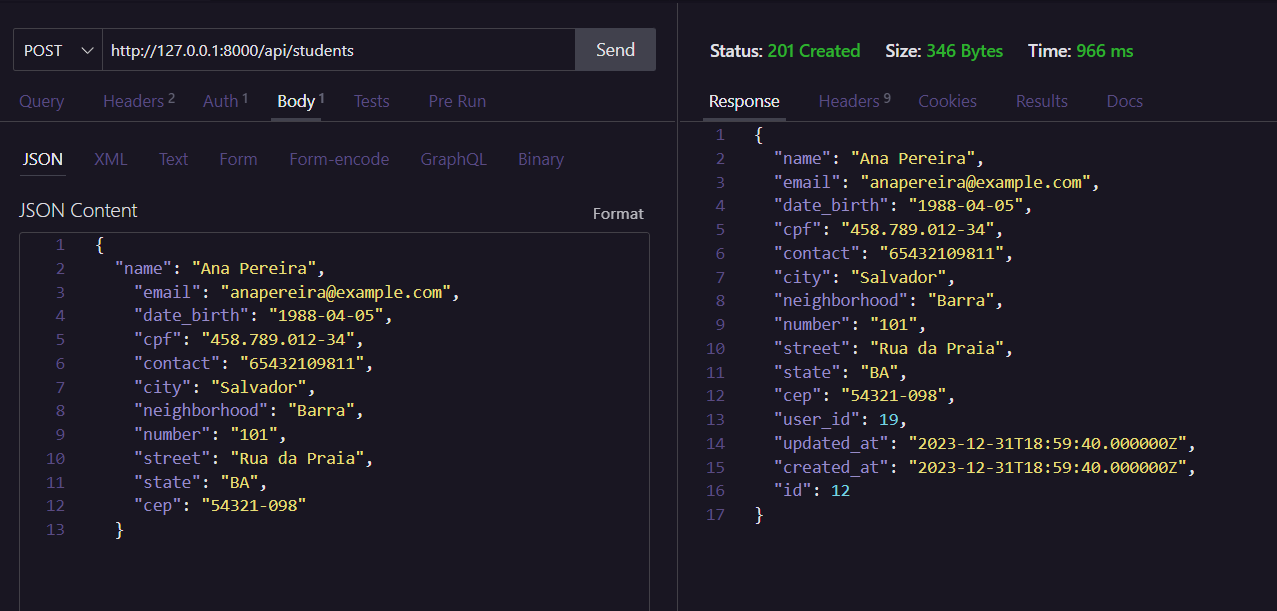 POST http://127.0.0.1:8000/api/students Send
Query Headers 2 Auth 1 Body 1 Tests Pre Run
JSON XML Text Form Form-encode GraphQL Binary
JSON Content Format
1 {
2 "name": "Ana Pereira",
3 "email": "anapereira@example.com",
4 "date_birth": "1988-04-05",
5 "cpf": "458.789.012-34",
6 "contact": "65432109811",
7 "city": "Salvador",
8 "neighborhood": "Barra",
9 "number": "101",
10 "street": "Rua da Praia",
11 "state": "BA",
12 "cep": "54321-098"
13 }
Status: 201 Created Size: 346 Bytes Time: 966 ms
Response Headers 9 Cookies Results Docs
1 {
2 "name": "Ana Pereira",
3 "email": "anapereira@example.com",
4 "date_birth": "1988-04-05",
5 "cpf": "458.789.012-34",
6 "contact": "65432109811",
7 "city": "Salvador",
8 "neighborhood": "Barra",
9 "number": "101",
10 "street": "Rua da Praia",
11 "state": "BA",
12 "cep": "54321-098",
13 "user_id": 19,
14 "updated_at": "2023-12-31T18:59:40.000000Z",
15 "created_at": "2023-12-31T18:59:40.000000Z",
16 "id": 12
17 }